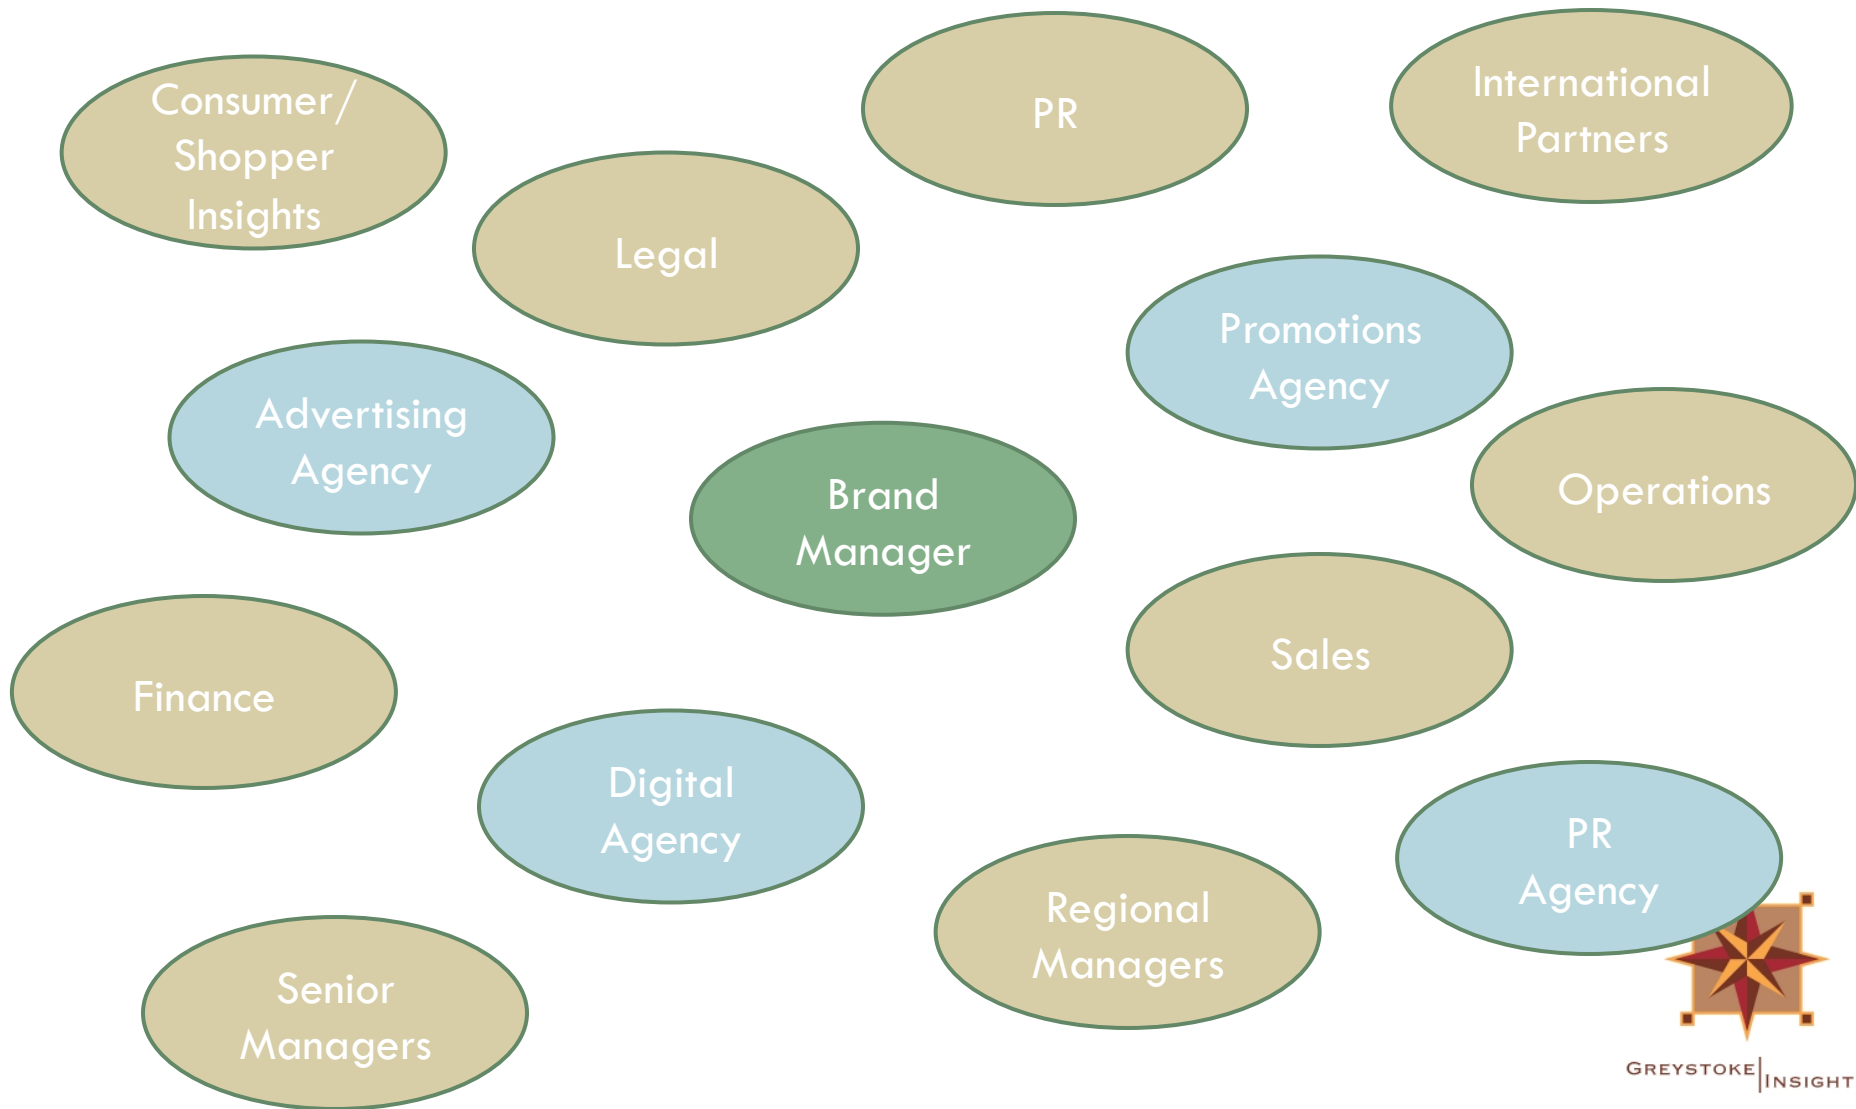 Consumer/
Shopper
Insights
PR
International
Partners
Legal
Promotions
Agency
Advertising
Agency
Brand
Manager
Operations
Finance
Sales
Digital
Agency
PR
Agency
Regional
Managers
Senior
Managers
GREYSTOKE INSIGHT